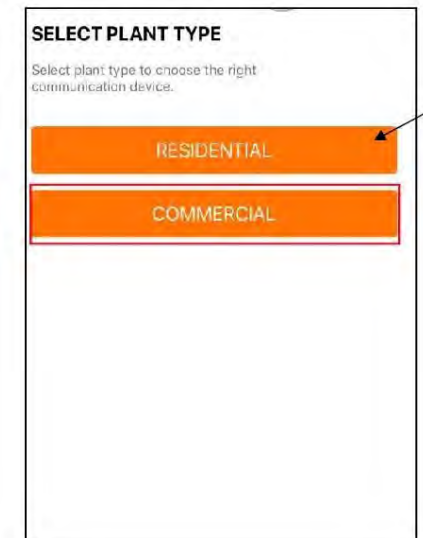 SELECT PLANT TYPE
Select plant type to choose the right
communication device.
RESIDENTIAL
COMMERCIAL